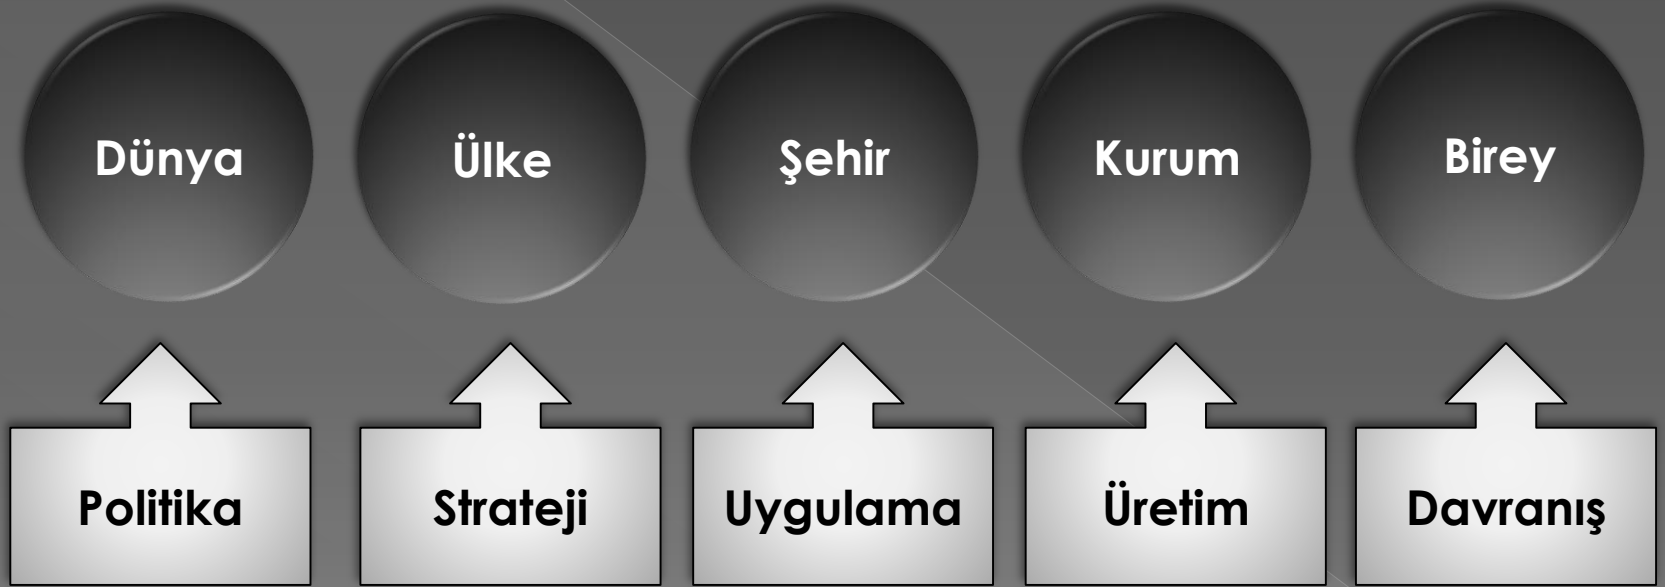 Dünya
Ülke
Şehir
Kurum
Birey
Politika
Strateji
Uygulama
Üretim
Davranış